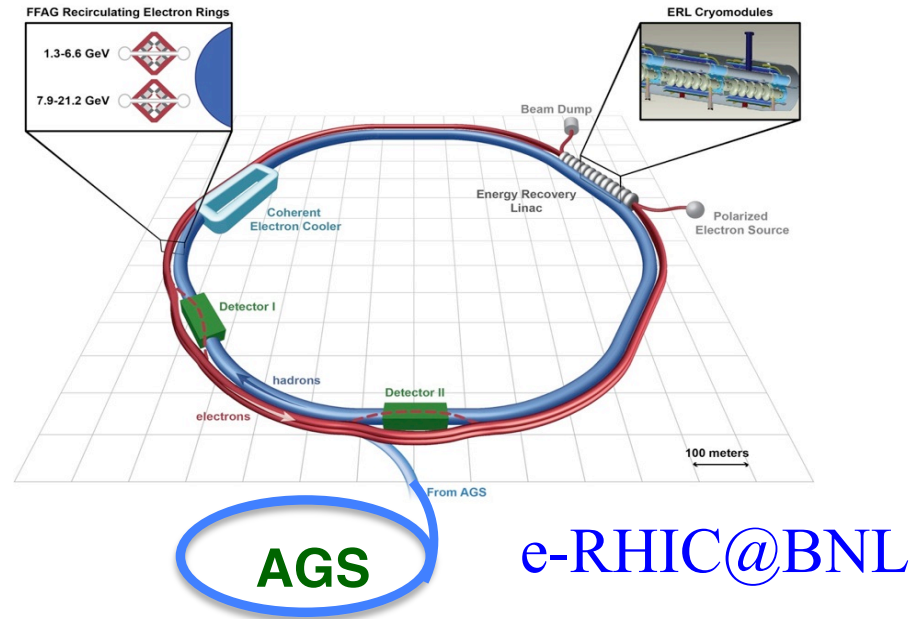 FFAG Recirculating Electron Rings
1.3-6.6 GeV
7.9-21.2 GeV
ERL Cryomodules
Beam Dump
Energy Recovery
Linac
Polarized
Electron Source
Coherent
Electron Cooler
Detector I
hadrons
electrons
Detector II
100 meters
From AGS
AGS
e-RHIC@BNL